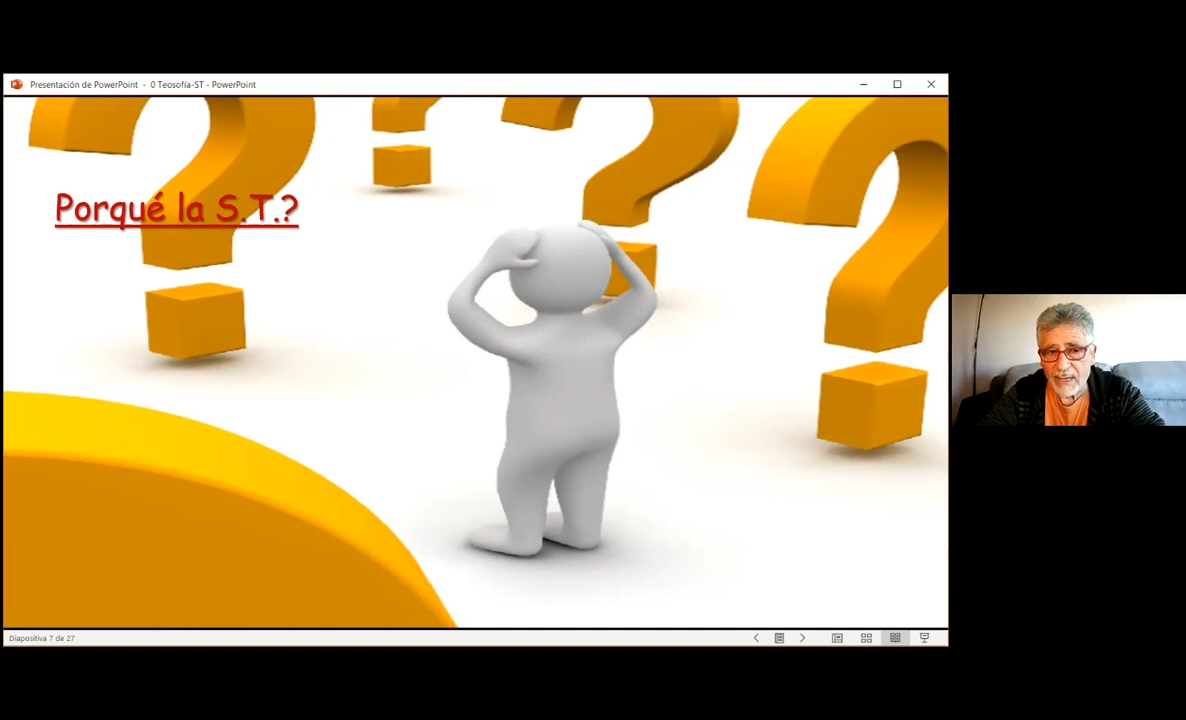 Presentación de PowerPoint - 0 Teosofía-ST - PowerPoint
Porqué la S.T.?
Diapositiva 7 de 27